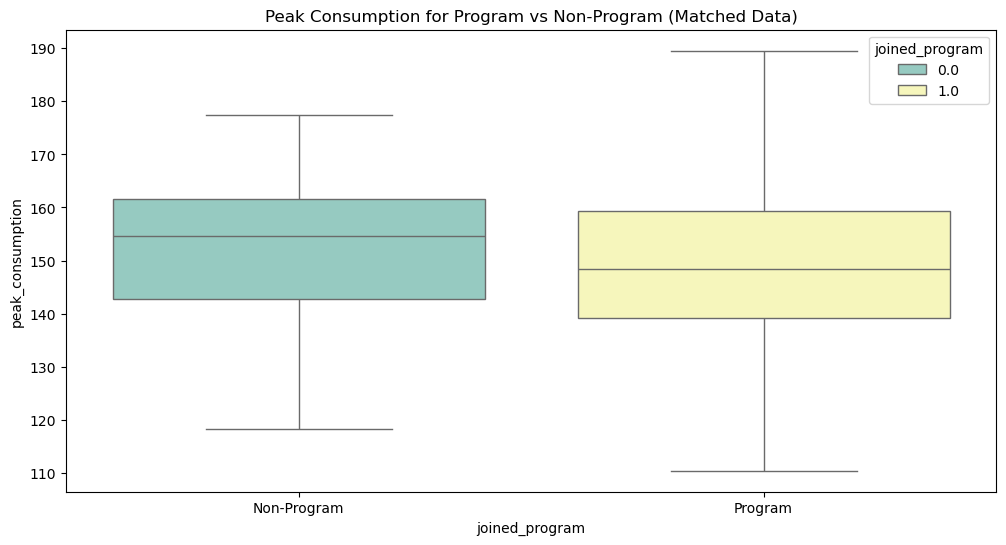 Peak Consumption for Program vs Non-Program (Matched Data)
joined_program
0.0
1.0
peak_consumption
190
180
170
160
150
140
130
120
110
Non-Program
Program
joined_program